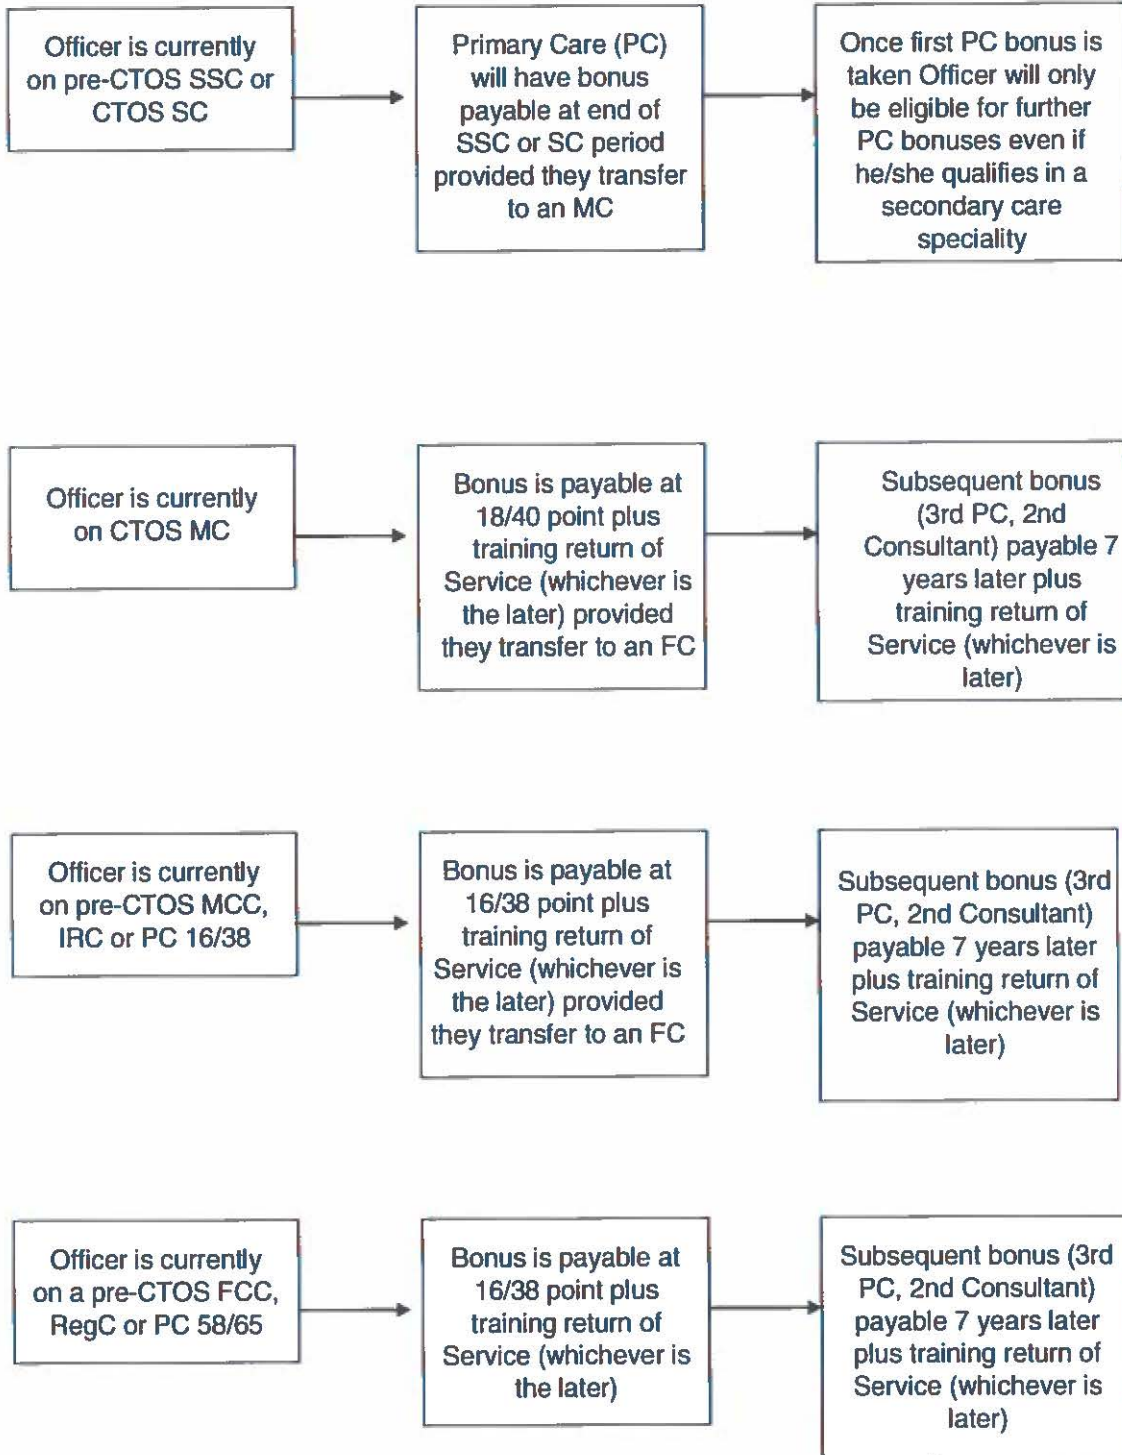 Officer is currently
on pre-CTOS SSC or
CTOS SC
Primary Care (PC)
will have bonus
payable at end of
SSC or SC period
provided they transfer
to an MC
Once first PC bonus is
taken Officer will only
be eligible for further
PC bonuses even if
he/she qualifies in a
secondary care
speciality
Officer is currently
on CTOS MC
Bonus is payable at
18/40 point plus
training return of
Service (whichever is
the later) provided
they transfer to an FC
Subsequent bonus
(3rd PC, 2nd
Consultant) payable 7
years later plus
training return of
Service (whichever is
later)
Officer is currently
on pre-CTOS MCC,
IRC or PC 16/38
Bonus is payable at
16/38 point plus
training return of
Service (whichever is
the later) provided
they transfer to an FC
Subsequent bonus (3rd
PC, 2nd Consultant)
payable 7 years later
plus training return of
Service (whichever is
later)
Officer is currently
on a pre-CTOS FCC,
RegC or PC 58/65
Bonus is payable at
16/38 point plus
training return of
Service (whichever is
the later)
Subsequent bonus (3rd
PC, 2nd Consultant)
payable 7 years later
plus training return of
Service (whichever is
later)